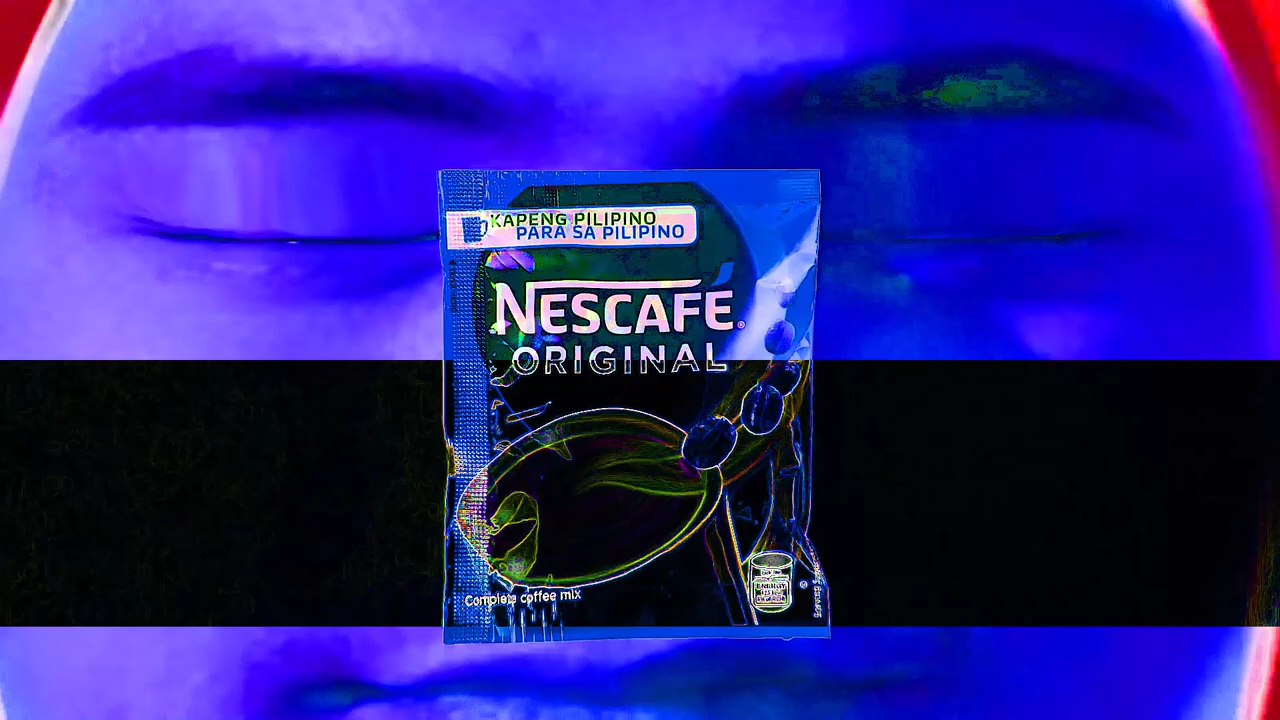 KAPENG PILIPINO
PARA SA PILIPINO
NESCAFE®
ORIGINAL
Complete coffee mix